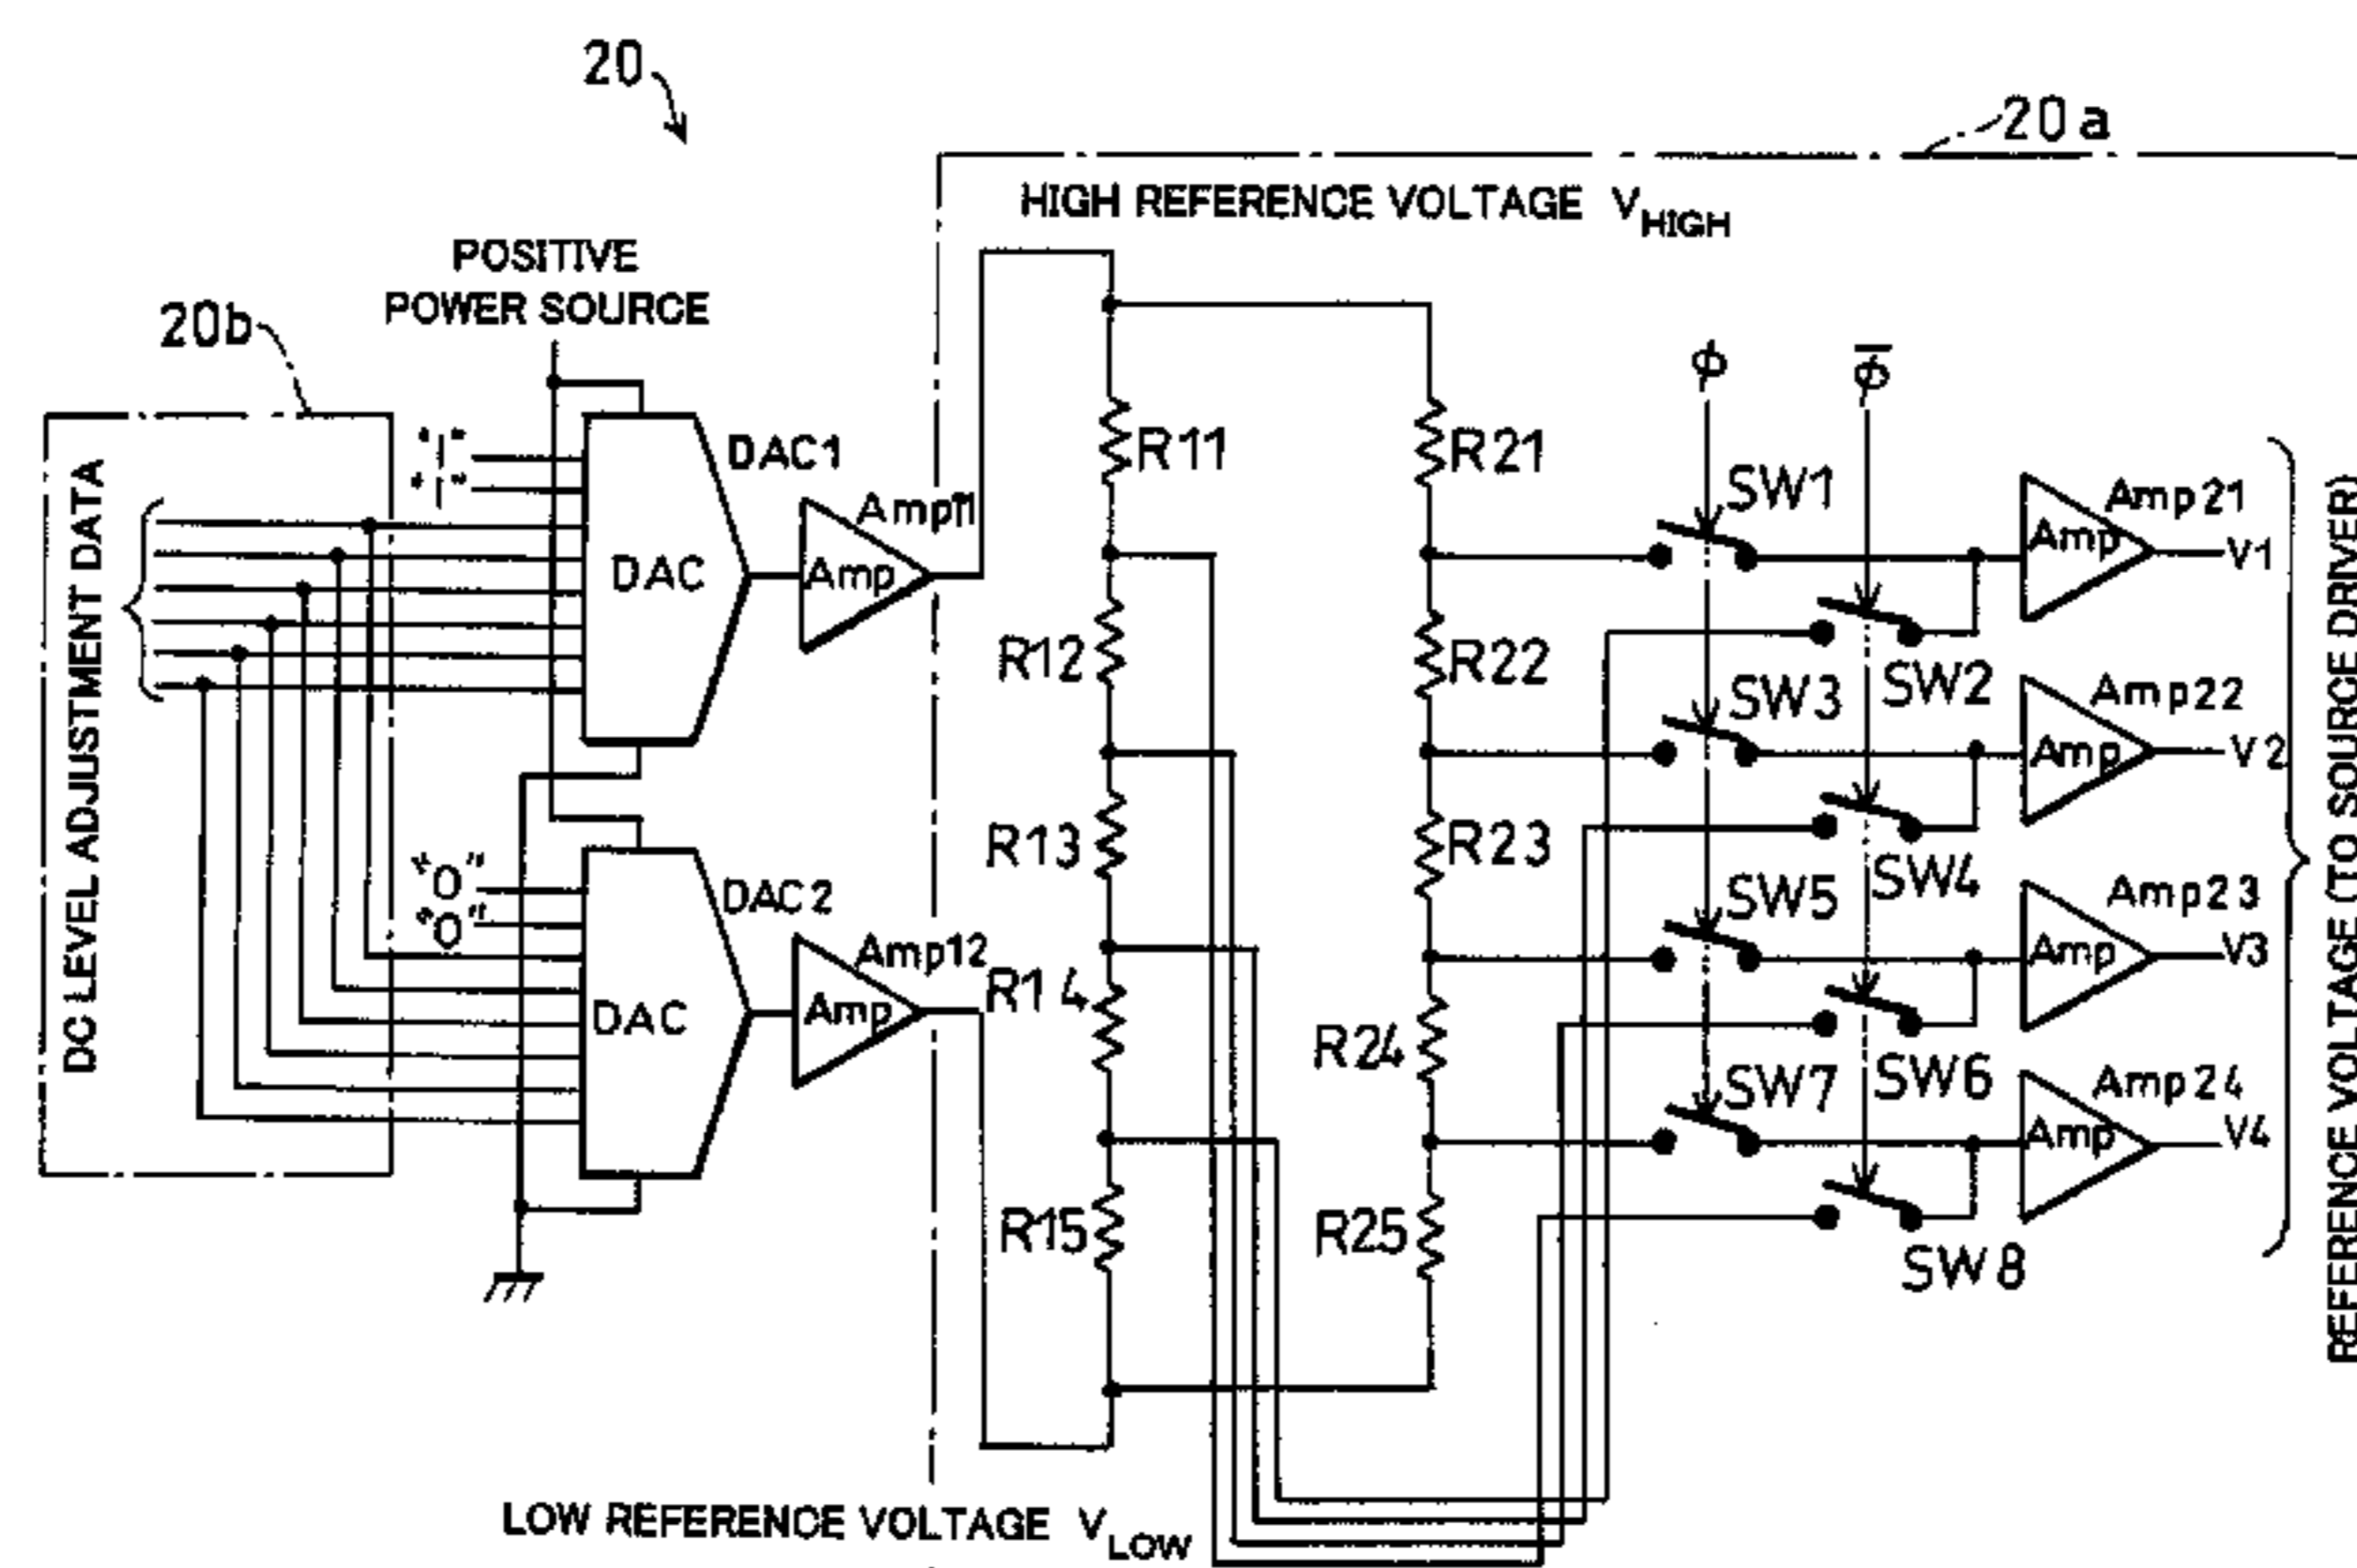 20
20a
HIGH REFERENCE VOLTAGE VHIGH
POSITIVE
POWER SOURCE
20b
DC LEVEL ADJUSTMENT DATA
"1"
"1"
DAC1
DAC
Amp11
Amp
"0"
"0"
DAC2
DAC
Amp12
Amp
R11
R12
R13
R14
R15
R21
R22
R23
R24
R25
ϕ
ϕ̅
SW1
SW2
SW3
SW4
SW5
SW6
SW7
SW8
Amp21
Amp
V1
Amp22
Amp
V2
Amp23
Amp
V3
Amp24
Amp
V4
REFERENCE VOLTAGE (TO SOURCE DRIVER)
LOW REFERENCE VOLTAGE VLOW